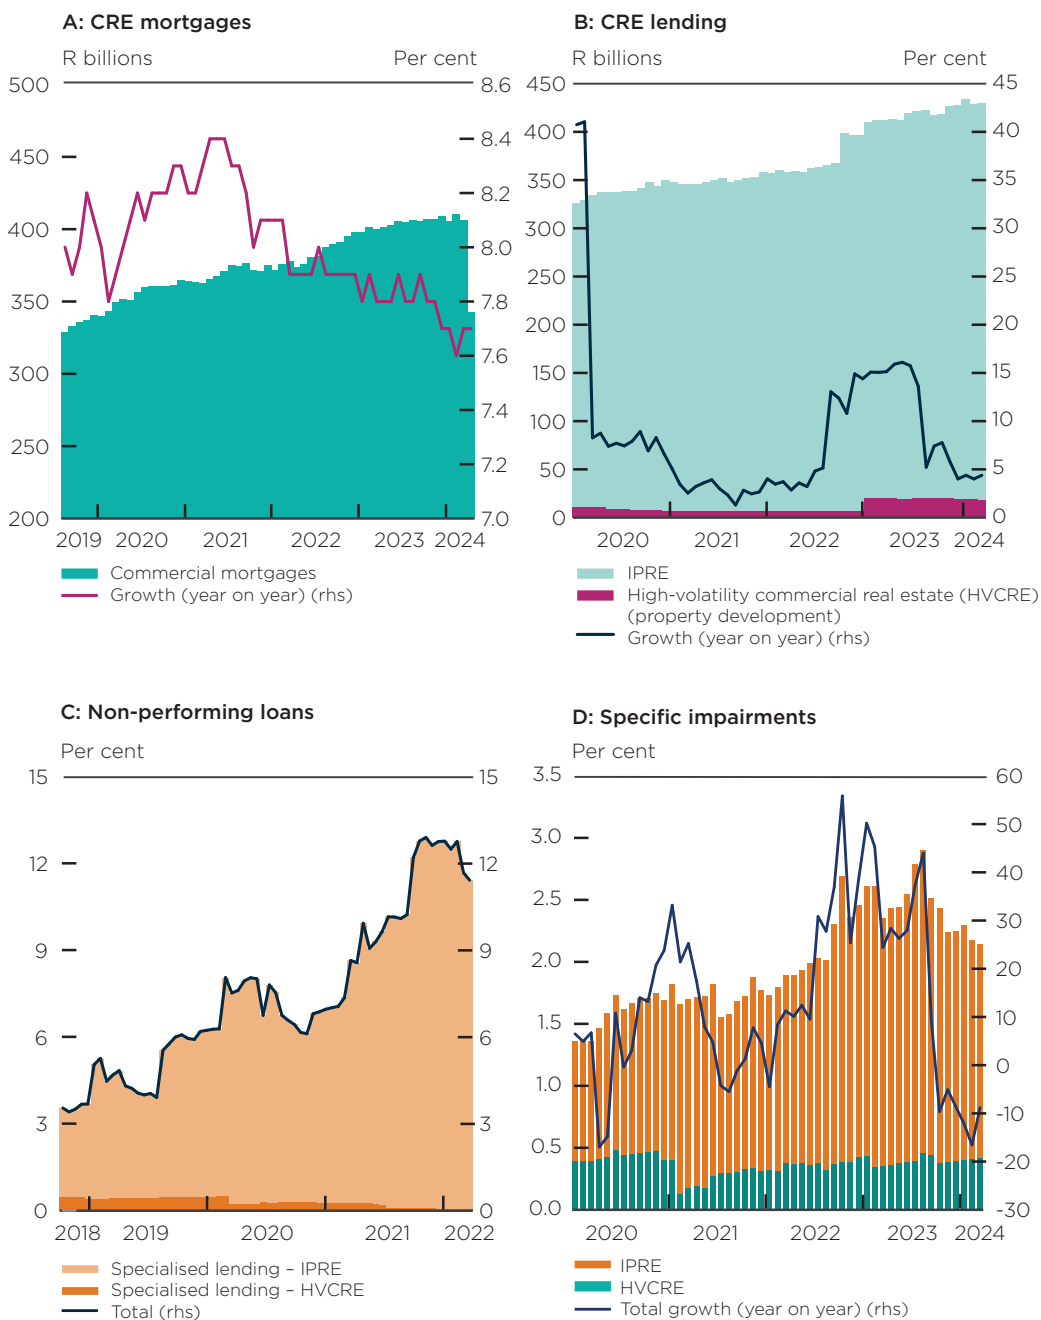 A: CRE mortgages
R billions Per cent
500 8.6
8.4
450
8.2
400
8.0
350 7.8
7.6
300
7.4
250
7.2
200 7.0
2019 2020 2021 2022 2023 2024
Commercial mortgages
Growth (year on year) (rhs)
B: CRE lending
R billions Per cent
450 45
400 40
350 35
300 30
250 25
200 20
150 15
100 10
50 5
0 0
2020 2021 2022 2023 2024
IPRE
High-volatility commercial real estate (HVCRE)
(property development)
Growth (year on year) (rhs)
C: Non-performing loans
Per cent
15 15
12 12
9 9
6 6
3 3
0 0
2018 2019 2020 2021 2022
Specialised lending – IPRE
Specialised lending – HVCRE
Total (rhs)
D: Specific impairments
Per cent
3.5 60
50
3.0
40
2.5
30
2.0 20
1.5 10
0
1.0
-10
0.5
-20
0.0 -30
2020 2021 2022 2023 2024
IPRE
HVCRE
Total growth (year on year) (rhs)